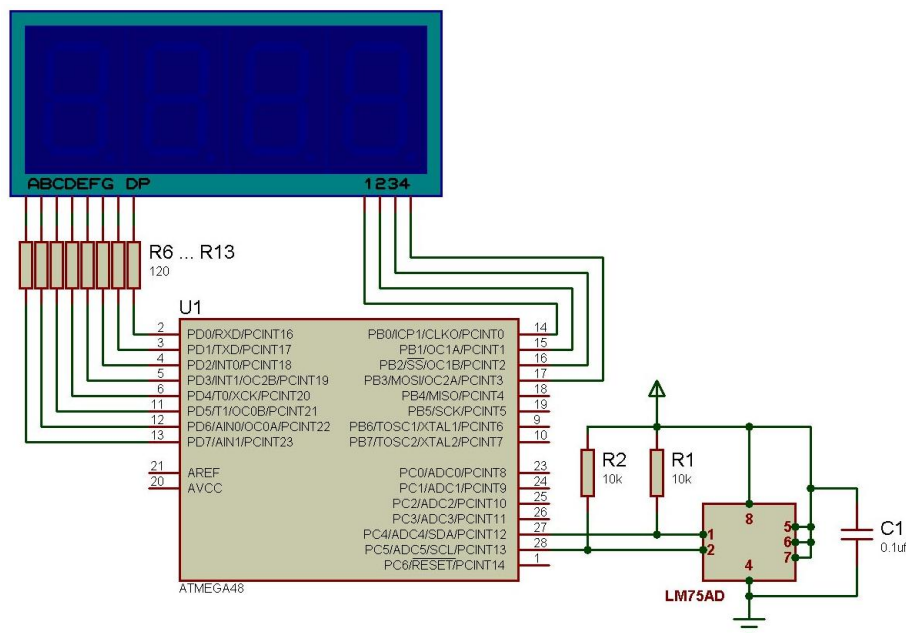 ABCDEFG DP 1234
R6 ... R13
120
U1
2 PD0/RXD/PCINT16 PB0/ICP1/CLKO/PCINT0 14
3 PD1/TXD/PCINT17 PB1/OC1A/PCINT1 15
4 PD2/INT0/PCINT18 PB2/SS/OC1B/PCINT2 16
5 PD3/INT1/OC2B/PCINT19 PB3/MOSI/OC2A/PCINT3 17
6 PD4/T0/XCK/PCINT20 PB4/MISO/PCINT4 18
11 PD5/T1/OC0B/PCINT21 PB5/SCK/PCINT5 19
12 PD6/AIN0/OC0A/PCINT22 PB6/TOSC1/XTAL1/PCINT6 9
13 PD7/AIN1/PCINT23 PB7/TOSC2/XTAL2/PCINT7 10
21 AREF PC0/ADC0/PCINT8 23
20 AVCC PC1/ADC1/PCINT9 24
PC2/ADC2/PCINT10 25
PC3/ADC3/PCINT11 26
PC4/ADC4/SDA/PCINT12 27
PC5/ADC5/SCL/PCINT13 28
PC6/RESET/PCINT14 1
ATMEGA48
R2
10k
R1
10k
8
1 5
2 6
7
4
LM75AD
C1
0.1uf